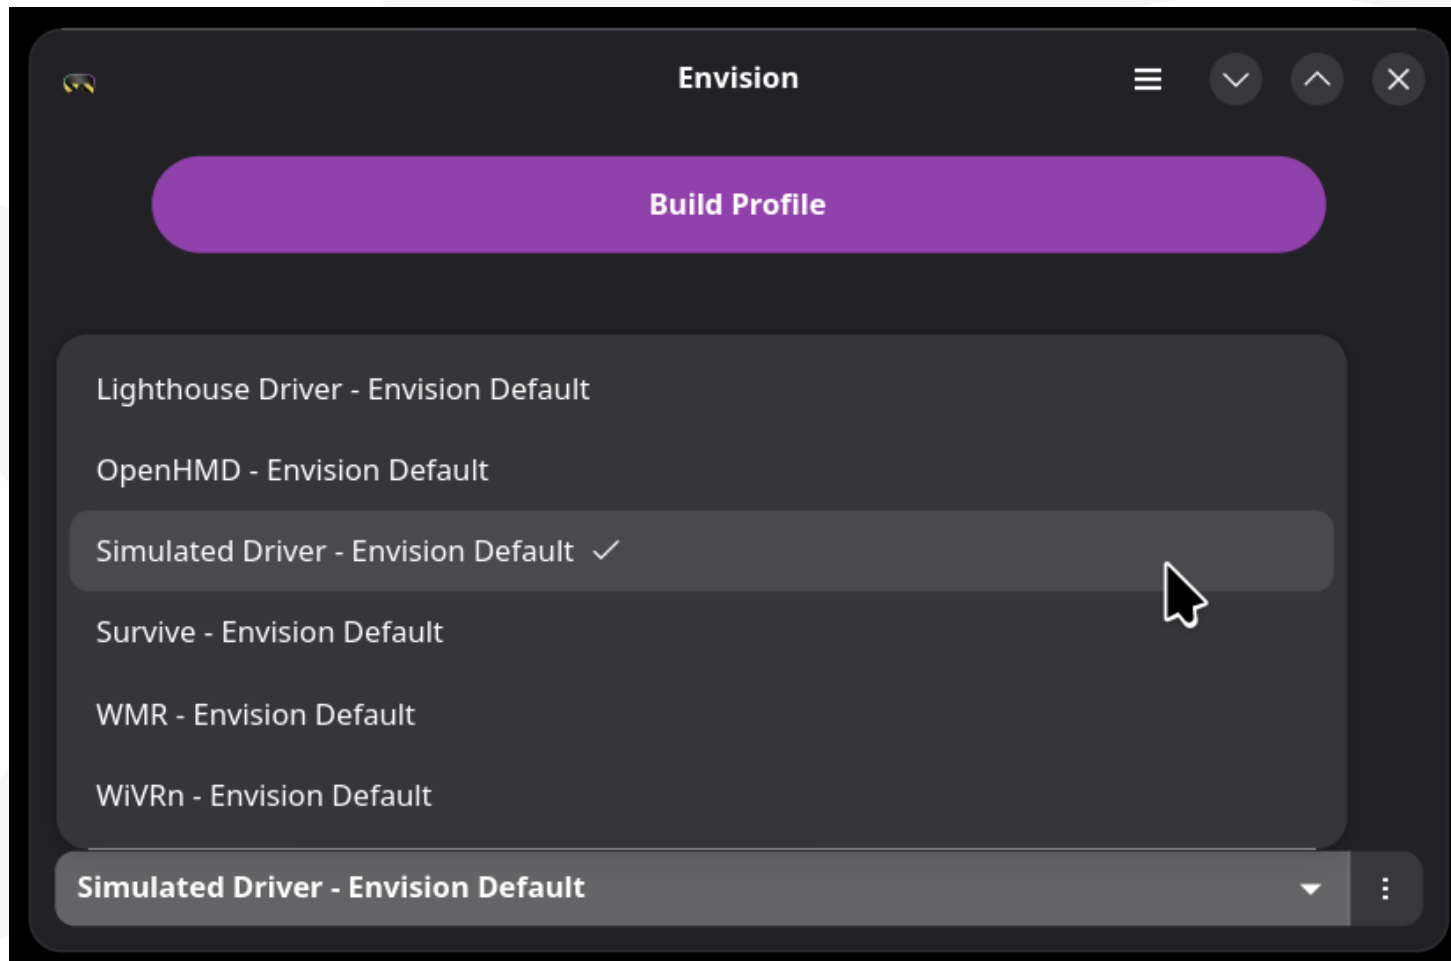 Envision
Build Profile
Lighthouse Driver - Envision Default
OpenHMD - Envision Default
Simulated Driver - Envision Default
Survive - Envision Default
WMR - Envision Default
WiVRn - Envision Default
Simulated Driver - Envision Default